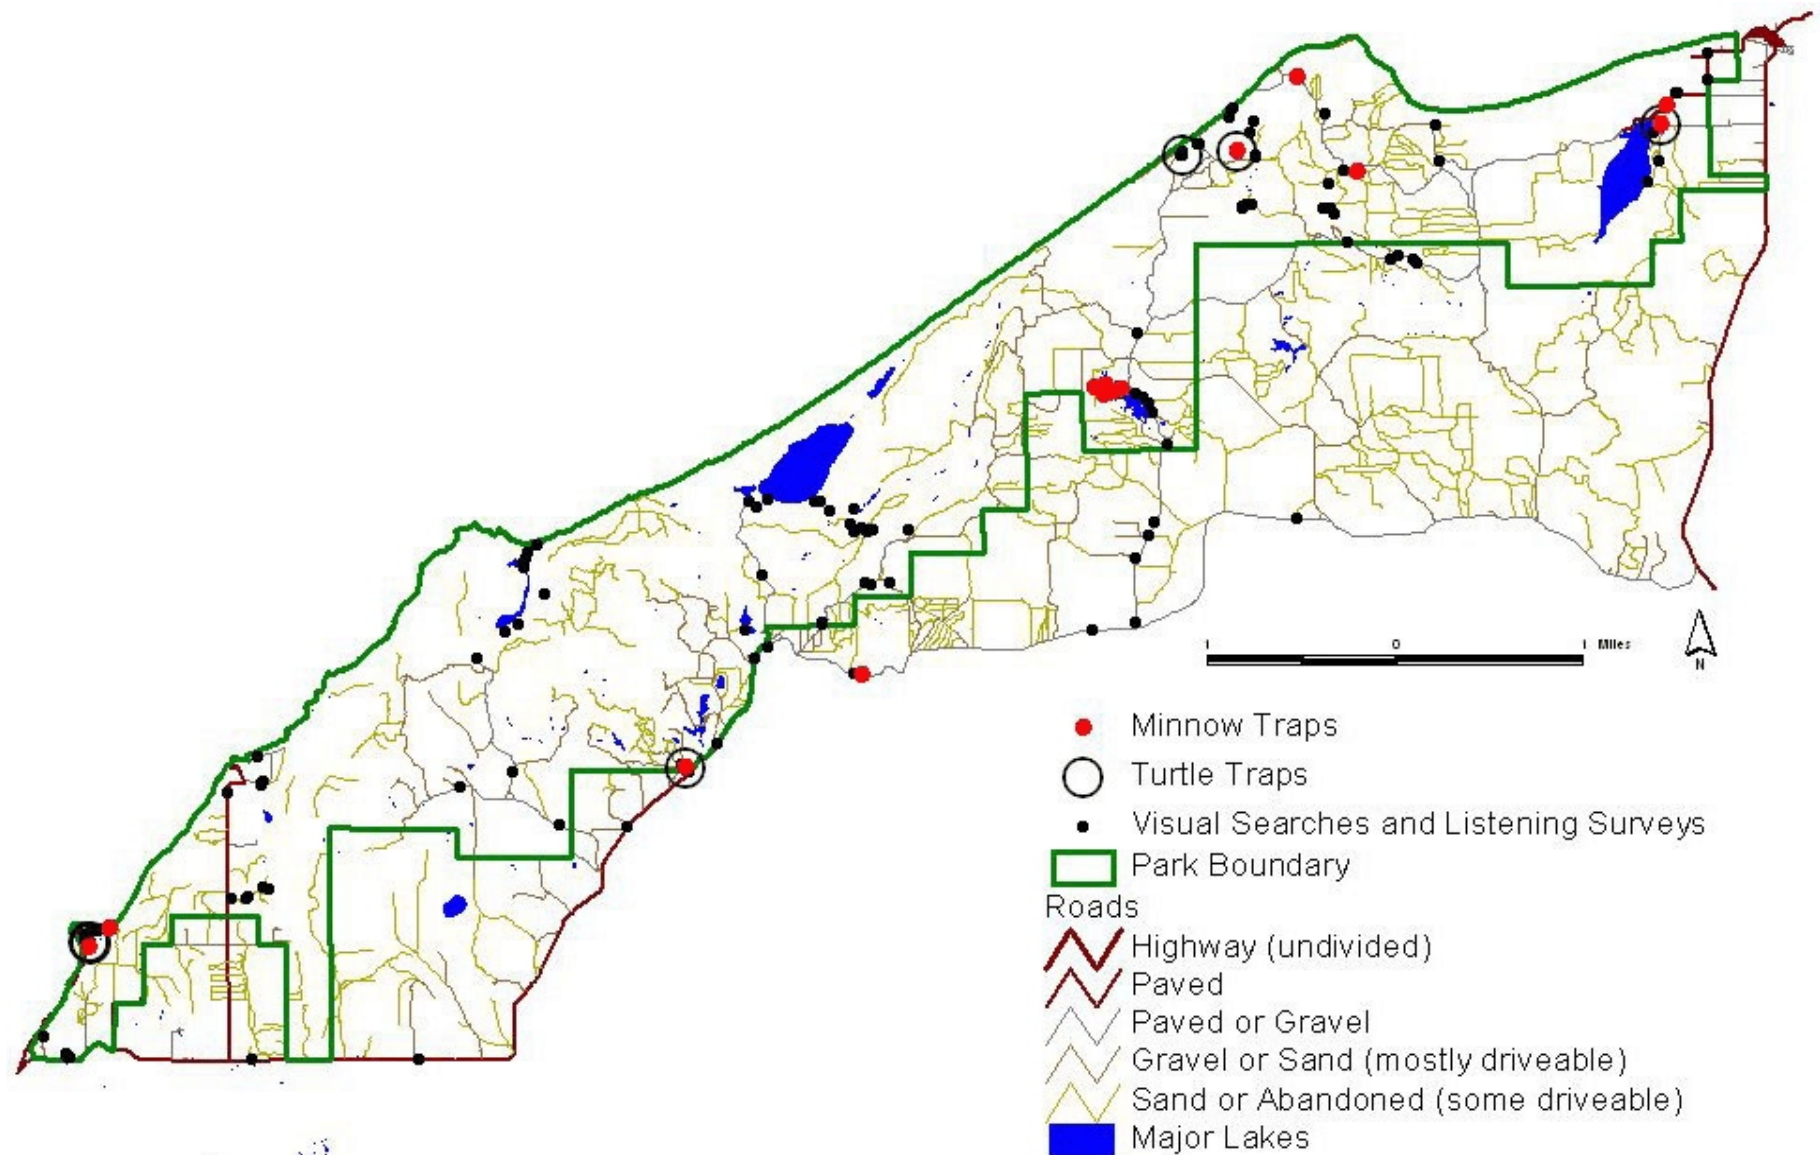 1 0 1 Miles
N
Minnow Traps
Turtle Traps
Visual Searches and Listening Surveys
Park Boundary
Roads
Highway (undivided)
Paved
Paved or Gravel
Gravel or Sand (mostly driveable)
Sand or Abandoned (some driveable)
Major Lakes